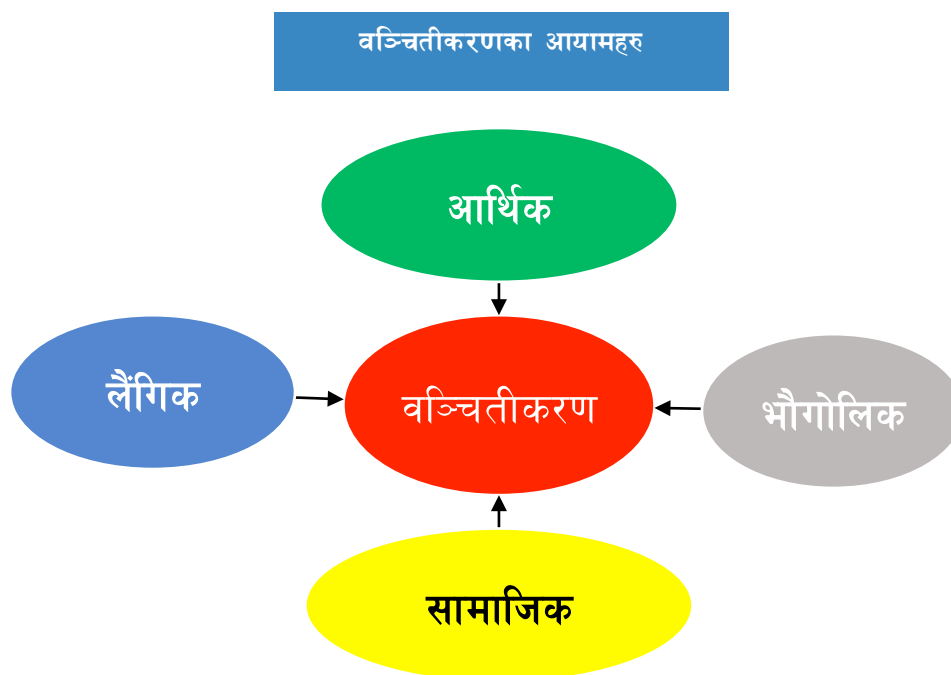 वञ्चितीकरणका आयामहरु
आर्थिक
लैंगिक
वञ्चितीकरण
भौगोलिक
सामाजिक